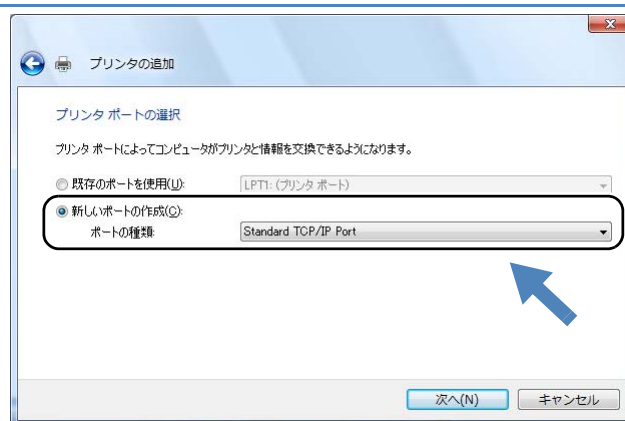 プリンタの追加
プリンタ ポートの選択
プリンタ ポートによってコンピュータがプリンタと情報を交換できるようになります。
既存のポートを使用(U): LPT1: (プリンタ ポート)
新しいポートの作成(C):
ポートの種類: Standard TCP/IP Port
次へ(N) キャンセル